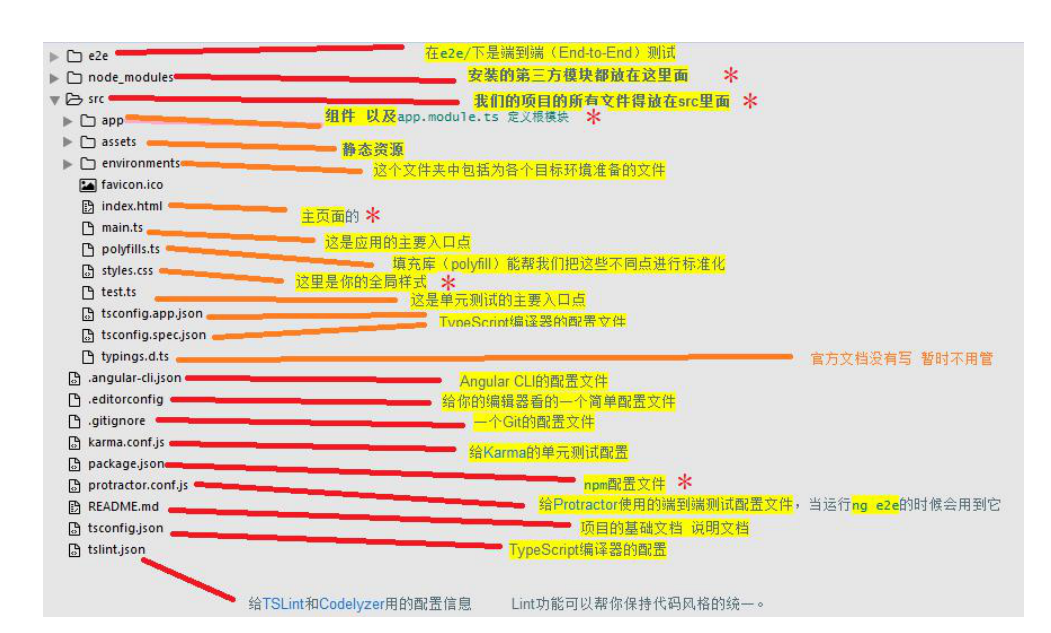 e2e 在e2e/下是端到端（End-to-End）测试
node_modules 安装的第三方模块都放在这里面 *
src 我们的项目的所有文件得放在src里面 *
app 组件 以及app.module.ts 定义根模块 *
assets 静态资源
environments 这个文件夹中包括为各个目标环境准备的文件
favicon.ico
index.html 主页面的 *
main.ts 这是应用的主要入口点
polyfills.ts 填充库（polyfill）能帮我们把这些不同点进行标准化
styles.css 这里是你的全局样式 *
test.ts 这是单元测试的主要入口点
tsconfig.app.json TypeScript编译器的配置文件
tsconfig.spec.json
typings.d.ts 官方文档没有写 暂时不用管
.angular-cli.json Angular CLI的配置文件
.editorconfig 给你的编辑器看的一个简单配置文件
.gitignore 一个Git的配置文件
karma.conf.js 给Karma的单元测试配置
package.json npm配置文件 *
protractor.conf.js 给Protractor使用的端到端测试配置文件，当运行ng e2e的时候会用到它
README.md 项目的基础文档 说明文档
tsconfig.json TypeScript编译器的配置
tslint.json
给TSLint和Codelyzer用的配置信息 Lint功能可以帮你保持代码风格的统一。